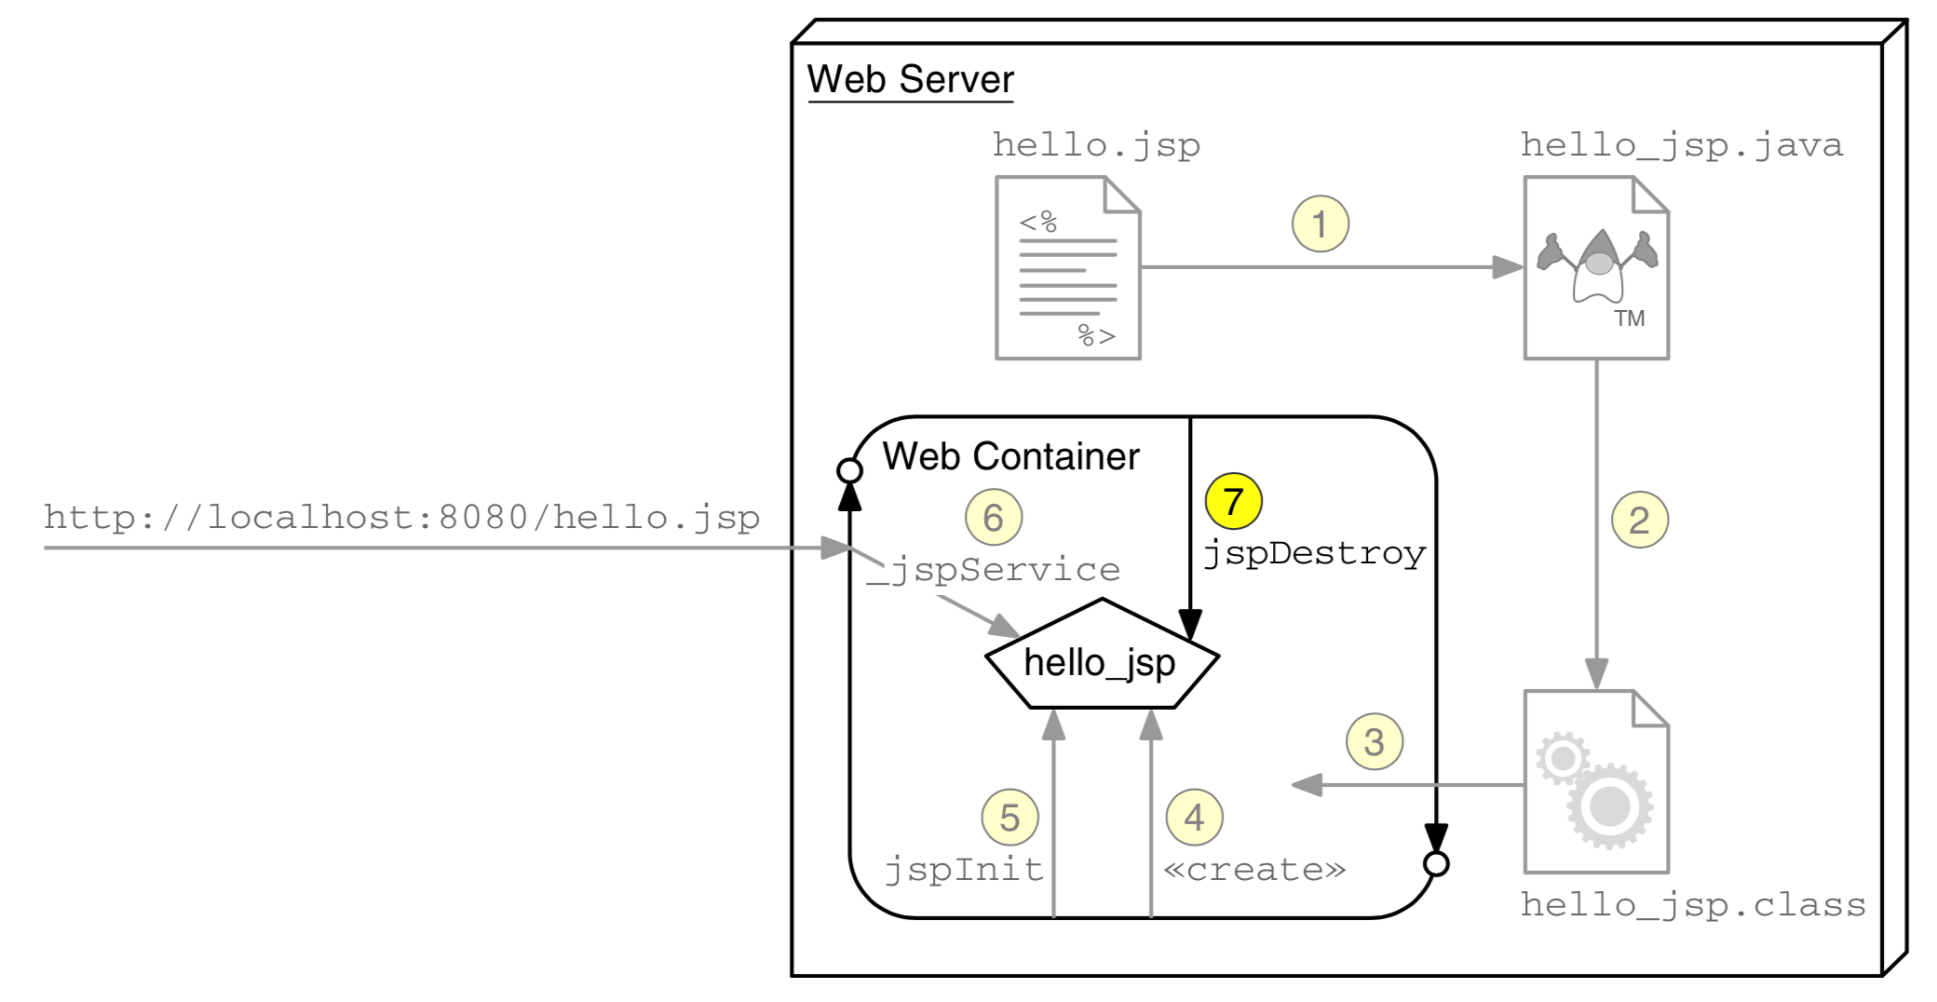 Web Server
hello.jsp
hello_jsp.java
<%
1
%>
TM
Web Container
7
6
http://localhost:8080/hello.jsp
2
jspDestroy
_jspService
hello_jsp
3
5
4
jspInit
«create»
hello_jsp.class